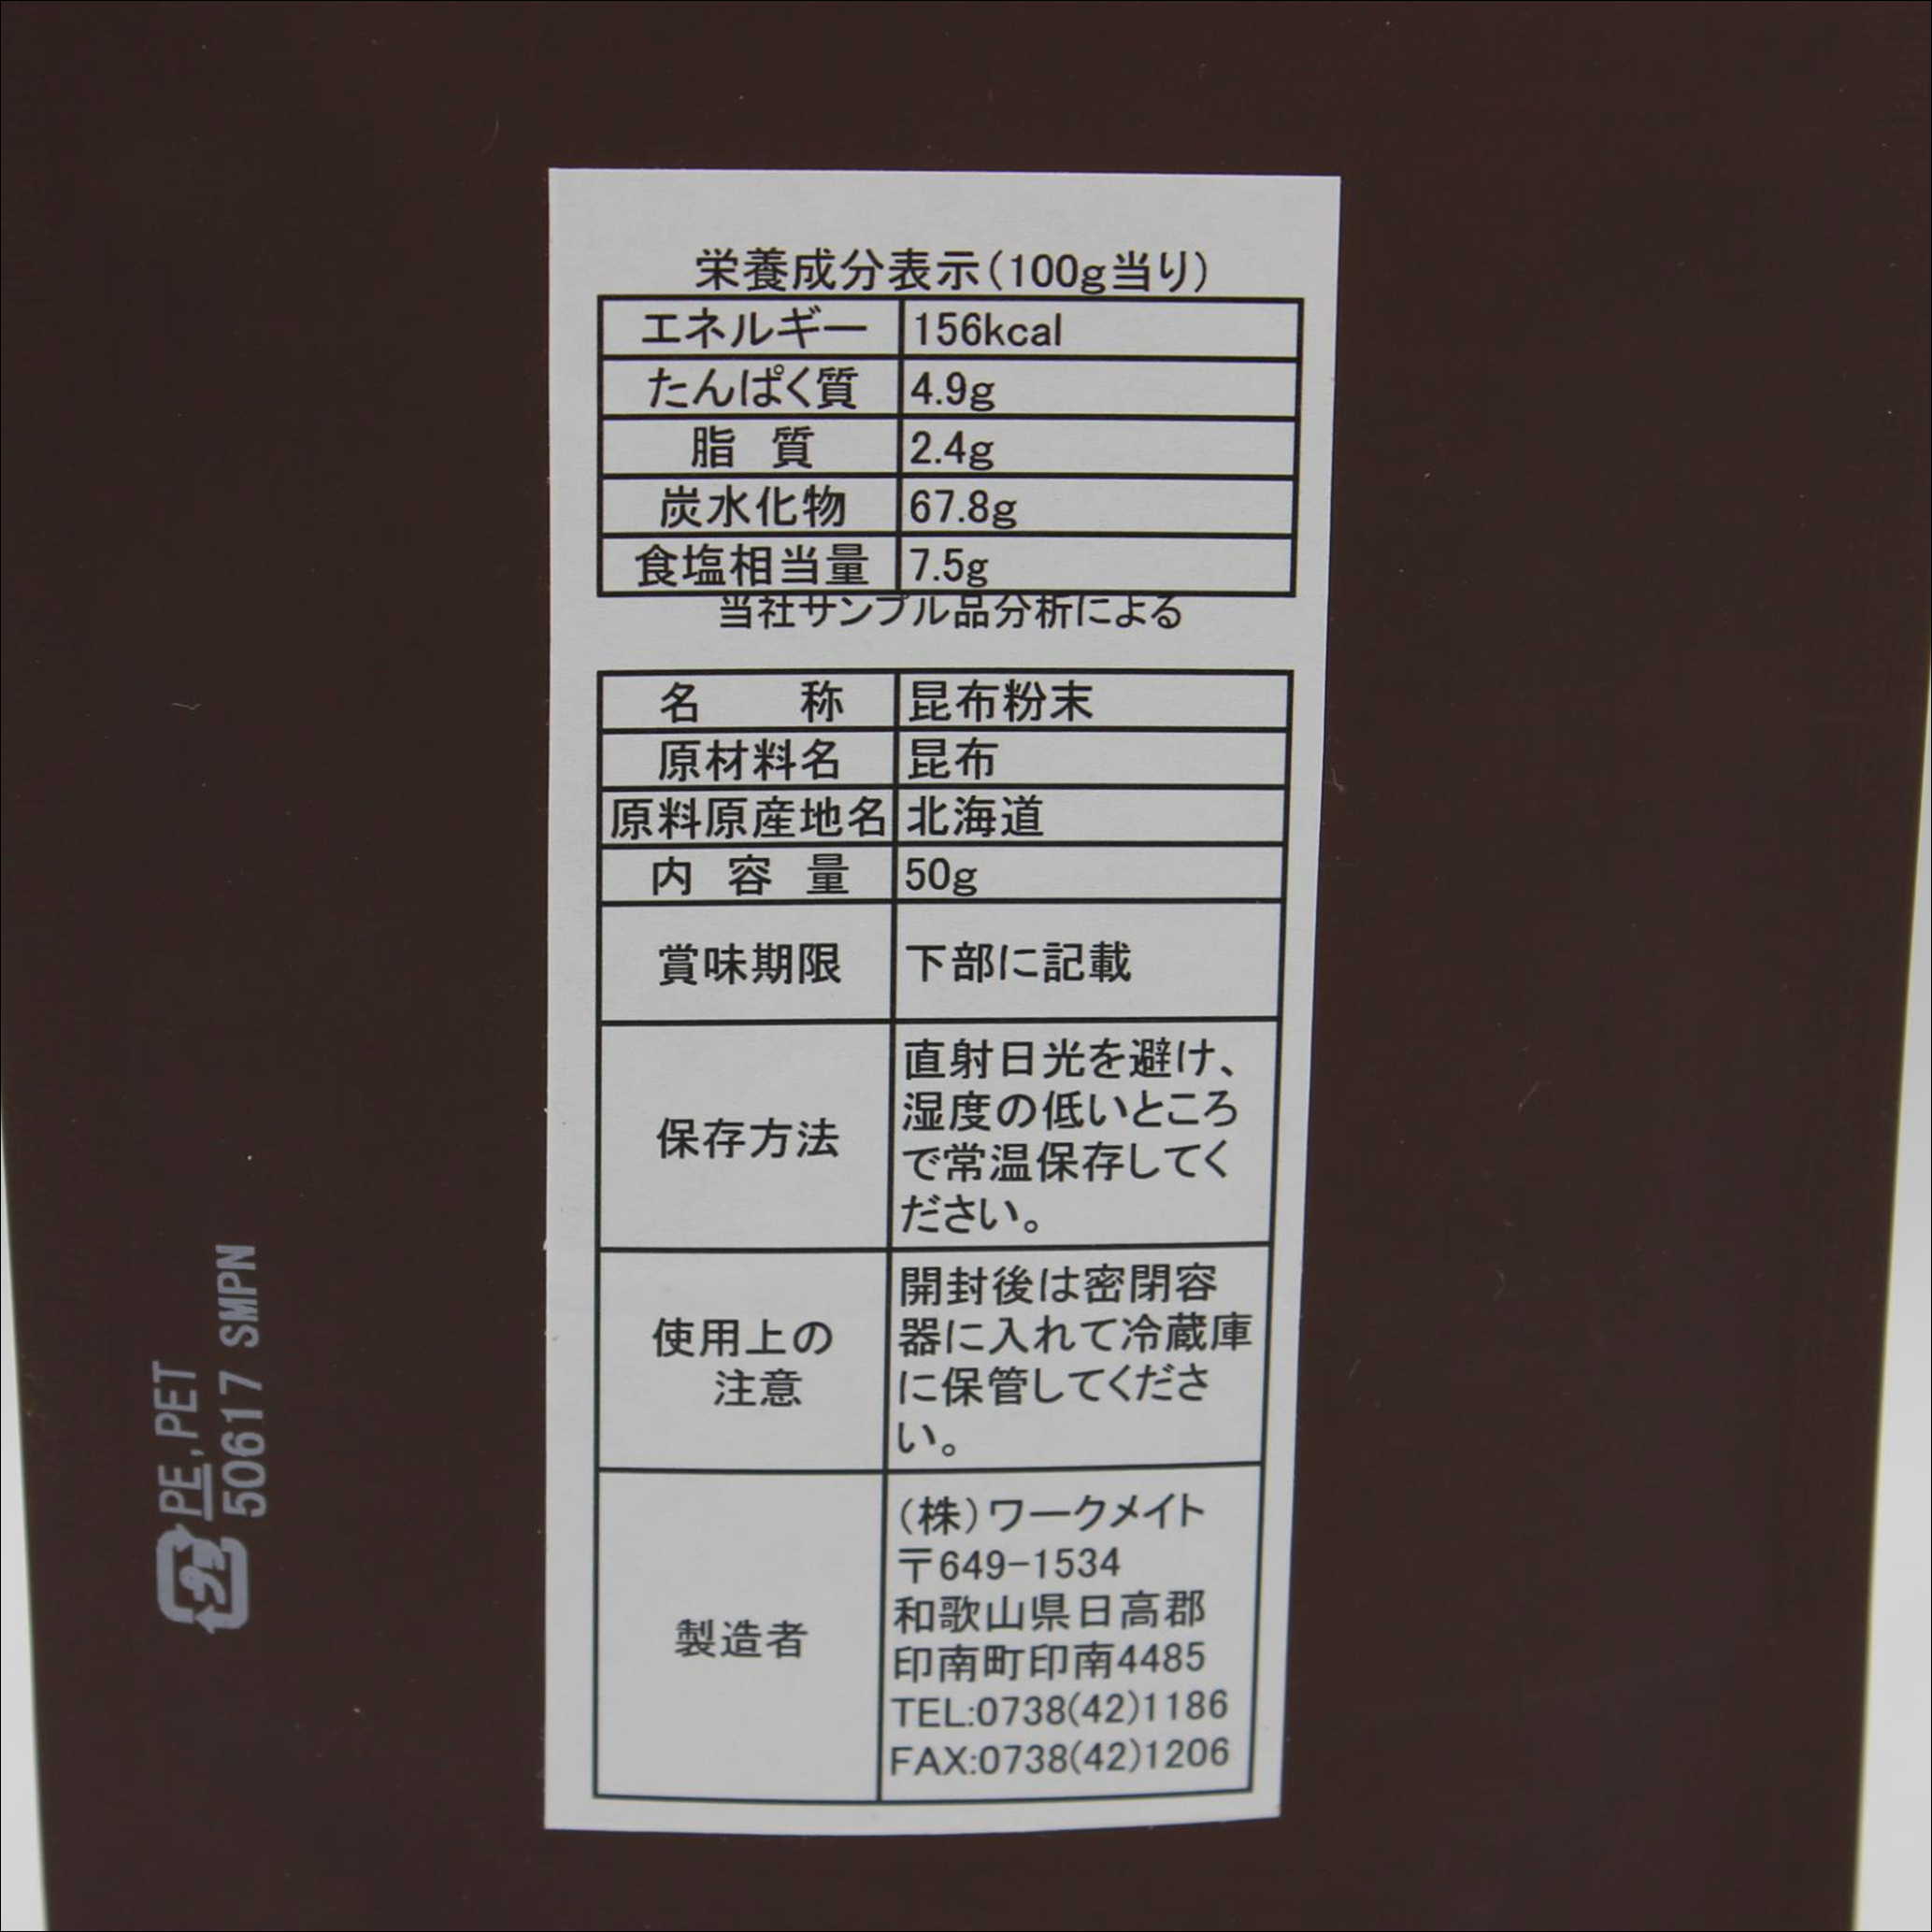 栄養成分表示(100g当り)
エネルギー 156kcal
たんぱく質 4.9g
脂 質 2.4g
炭水化物 67.8g
食塩相当量 7.5g
当社サンプル品分析による
名 称 昆布粉末
原材料名 昆布
原料原産地名 北海道
内 容 量 50g
賞味期限 下部に記載
保存方法
直射日光を避け、
湿度の低いところ
で常温保存してく
ださい。
使用上の
注意
開封後は密閉容
器に入れて冷蔵庫
に保管してくださ
い。
製造者
(株)ワークメイト
〒649-1534
和歌山県日高郡
印南町印南4485
TEL:0738(42)1186
FAX:0738(42)1206
プラ PE,PET
50617 SMPN